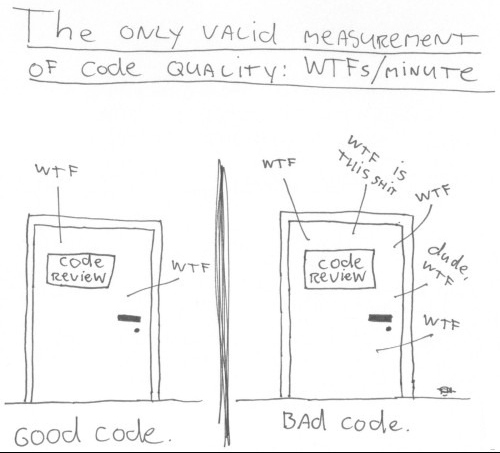 The ONLY VALID MEASUREMENT
OF Code QUALITY: WTFs/MINUTE
WTF
WTF
Code
REVIEW
GOOD Code.
WTF
WTF is
THIS SHIT
WTF
dude,
WTF
WTF
Code
REVIEW
BAd Code.